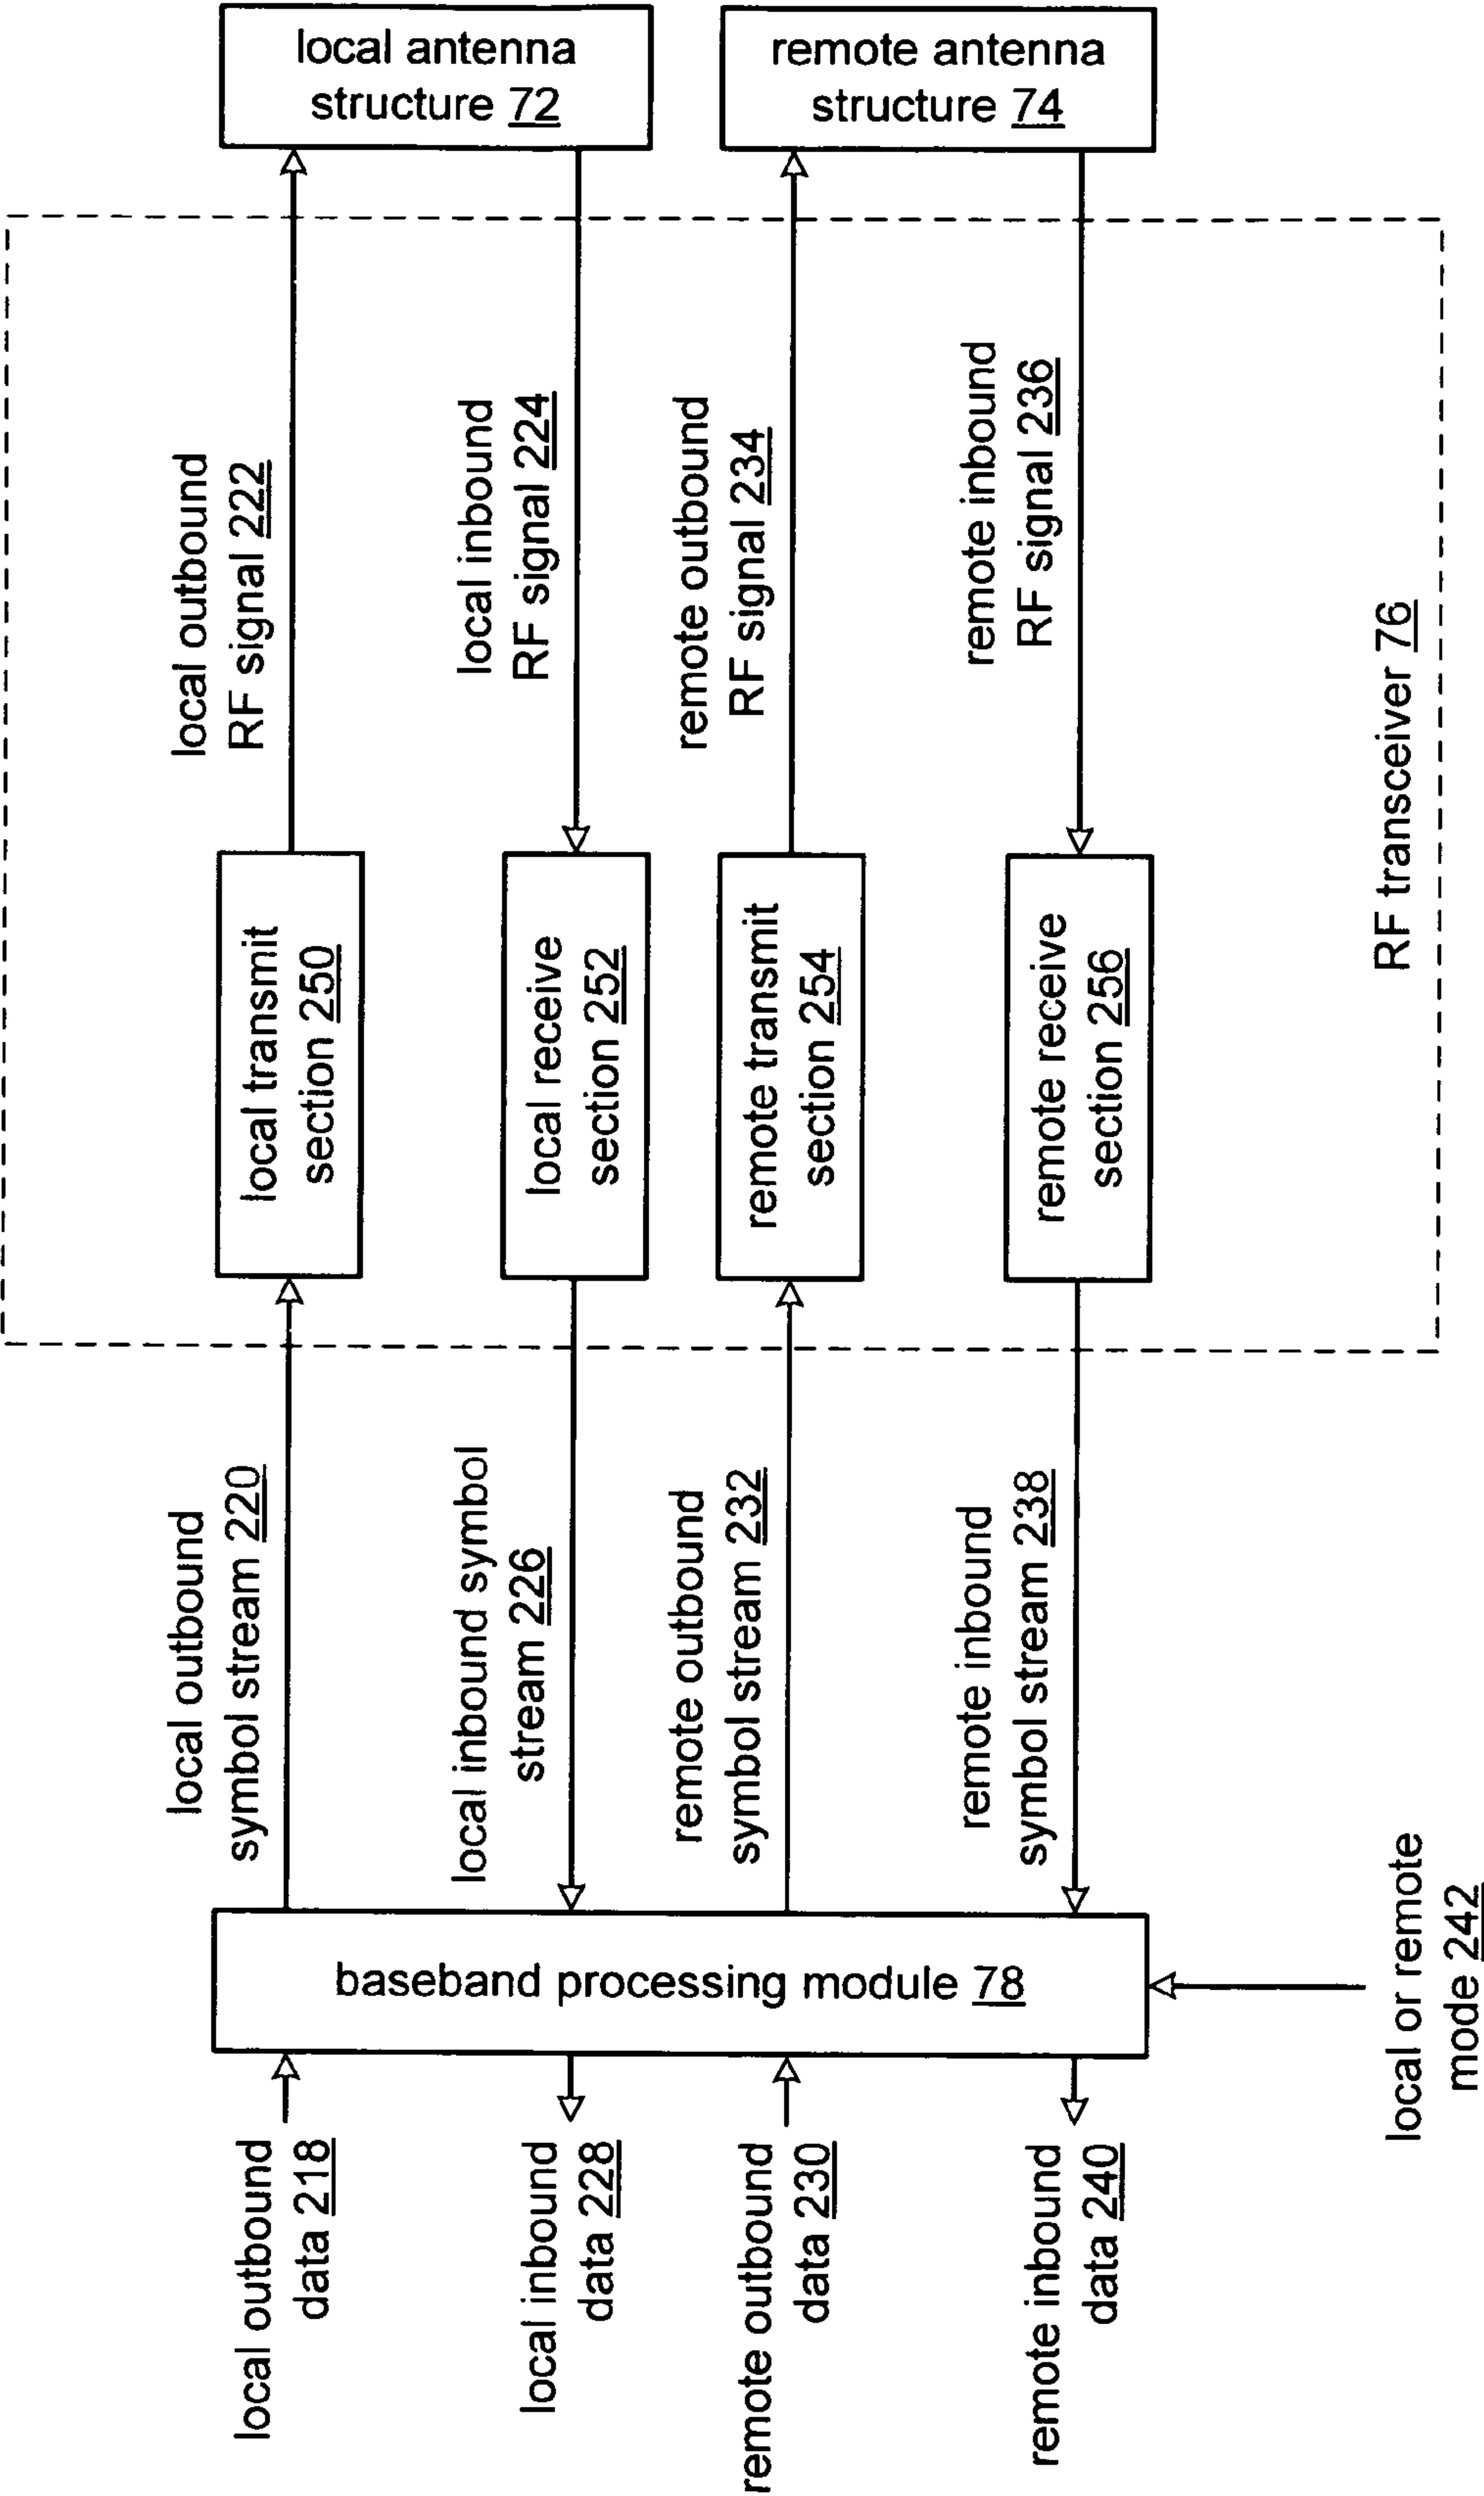 local antenna
structure 72
remote antenna
structure 74
local outbound
RF signal 222
local inbound
RF signal 224
remote outbound
RF signal 234
remote inbound
RF signal 236
RF transceiver 76
local transmit
section 250
local receive
section 252
remote transmit
section 254
remote receive
section 256
local outbound
symbol stream 220
local inbound symbol
stream 226
remote outbound
symbol stream 232
remote inbound
symbol stream 238
baseband processing module 78
local or remote
mode 242
local outbound
data 218
local inbound
data 228
remote outbound
data 230
remote inbound
data 240